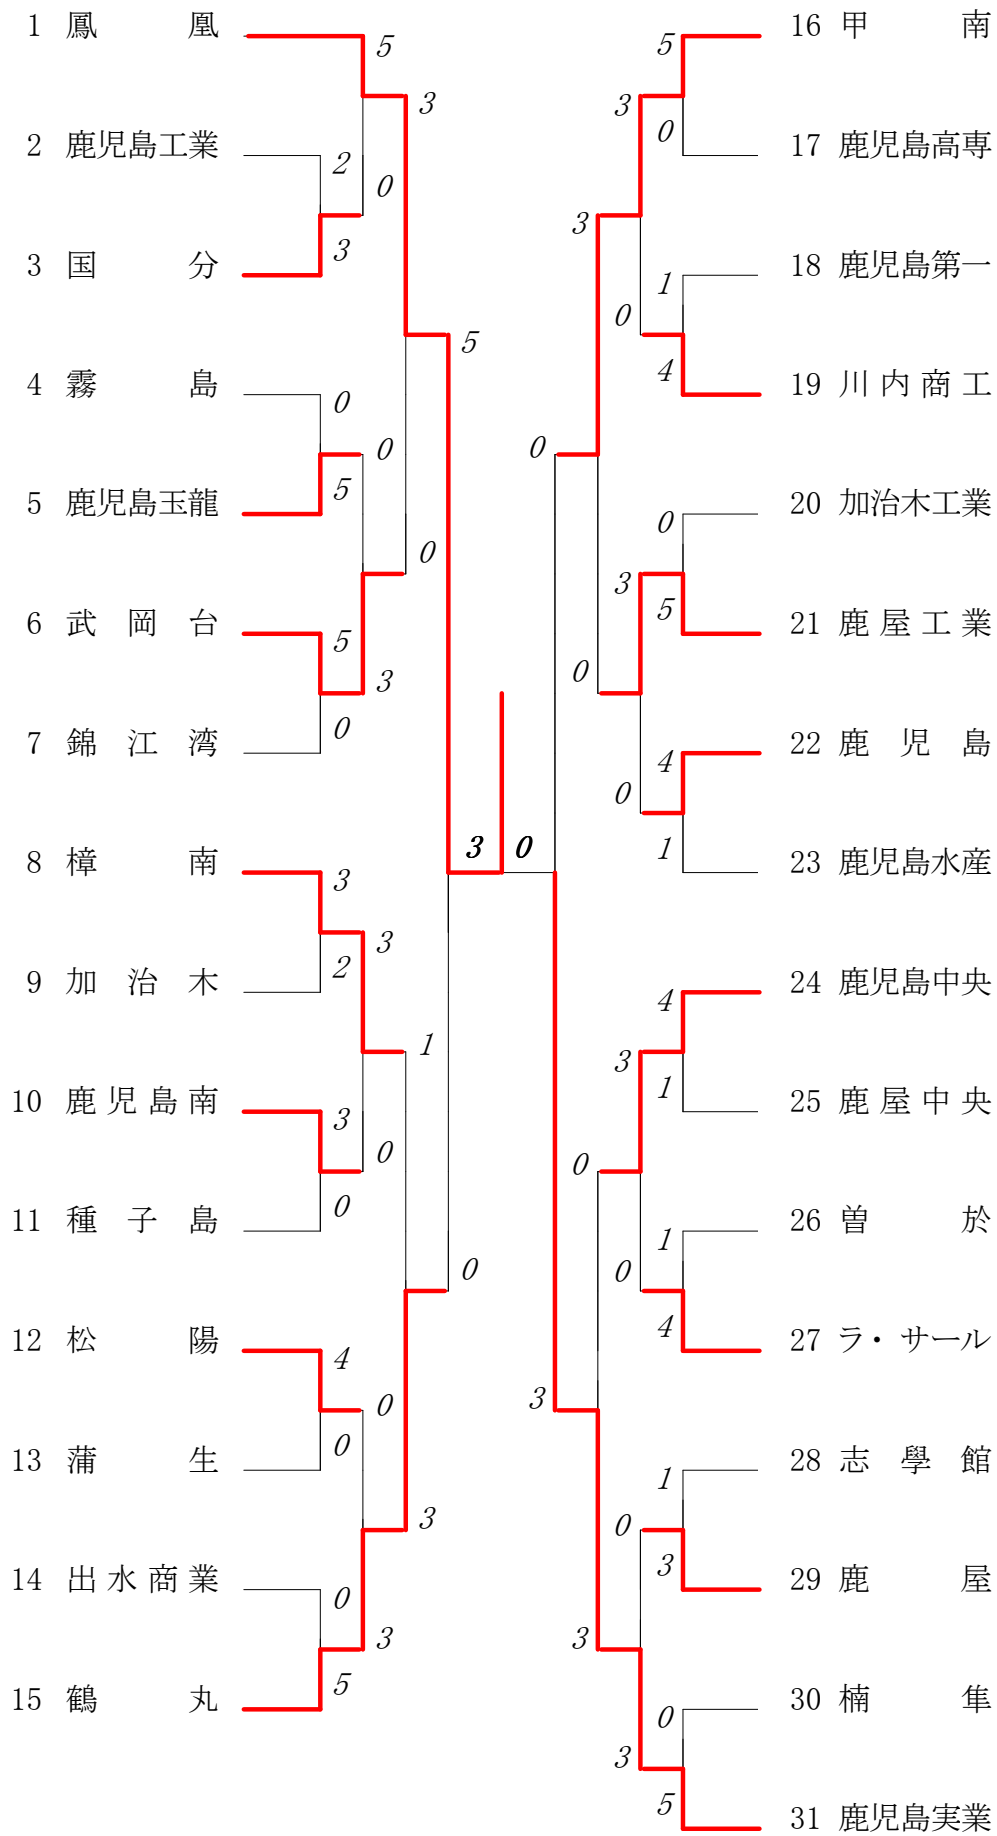 1 鳳凰
2 鹿児島工業
3 国分
4 霧島
5 鹿児島玉龍
6 武岡台
7 錦江湾
8 樟南
9 加治木
10 鹿児島南
11 種子島
12 松陽
13 蒲生
14 出水商業
15 鶴丸
5
2
3
0
5
5
0
3
2
3
0
4
0
0
5
3
0
0
3
3
0
0
3
5
0
1
3
0
3 0
0
3
3
0
0
3
3
0
3
0
3
0
0
3
5
0
1
4
0
5
4
1
4
1
1
4
1
3
0
5
16 甲南
17 鹿児島高専
18 鹿児島第一
19 川内商工
20 加治木工業
21 鹿屋工業
22 鹿児島
23 鹿児島水産
24 鹿児島中央
25 鹿屋中央
26 曽於
27 ラ・サール
28 志學館
29 鹿屋
30 楠隼
31 鹿児島実業